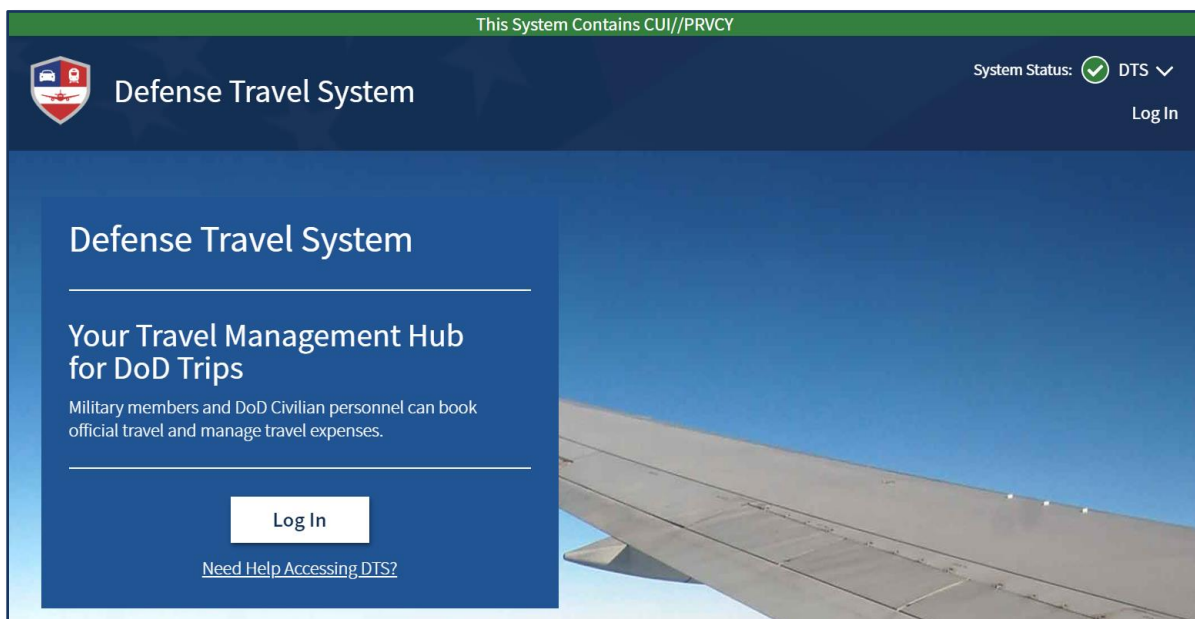 This System Contains CUI//PRVCY
Defense Travel System
System Status: DTS
Log In
Defense Travel System
Your Travel Management Hub
for DoD Trips
Military members and DoD Civilian personnel can book
official travel and manage travel expenses.
Log In
Need Help Accessing DTS?